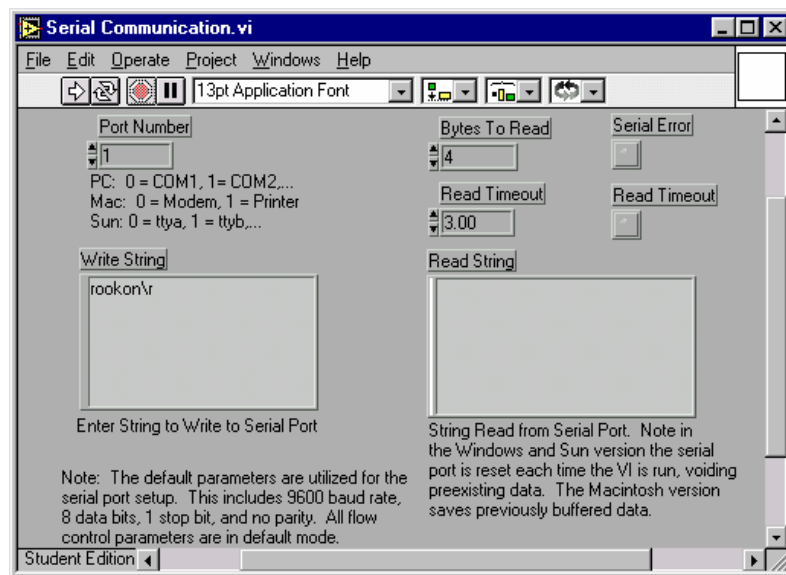 Serial Communication.vi
File Edit Operate Project Windows Help
13pt Application Font
Port Number
1
PC: 0 = COM1, 1= COM2,...
Mac: 0 = Modem, 1 = Printer
Sun: 0 = ttya, 1 = ttyb,...
Bytes To Read
4
Serial Error
Read Timeout
3.00
Read Timeout
Write String
rookon\r
Enter String to Write to Serial Port
Read String
String Read from Serial Port. Note in
the Windows and Sun version the serial
port is reset each time the VI is run, voiding
preexisting data. The Macintosh version
saves previously buffered data.
Note: The default parameters are utilized for the
serial port setup. This includes 9600 baud rate,
8 data bits, 1 stop bit, and no parity. All flow
control parameters are in default mode.
Student Edition